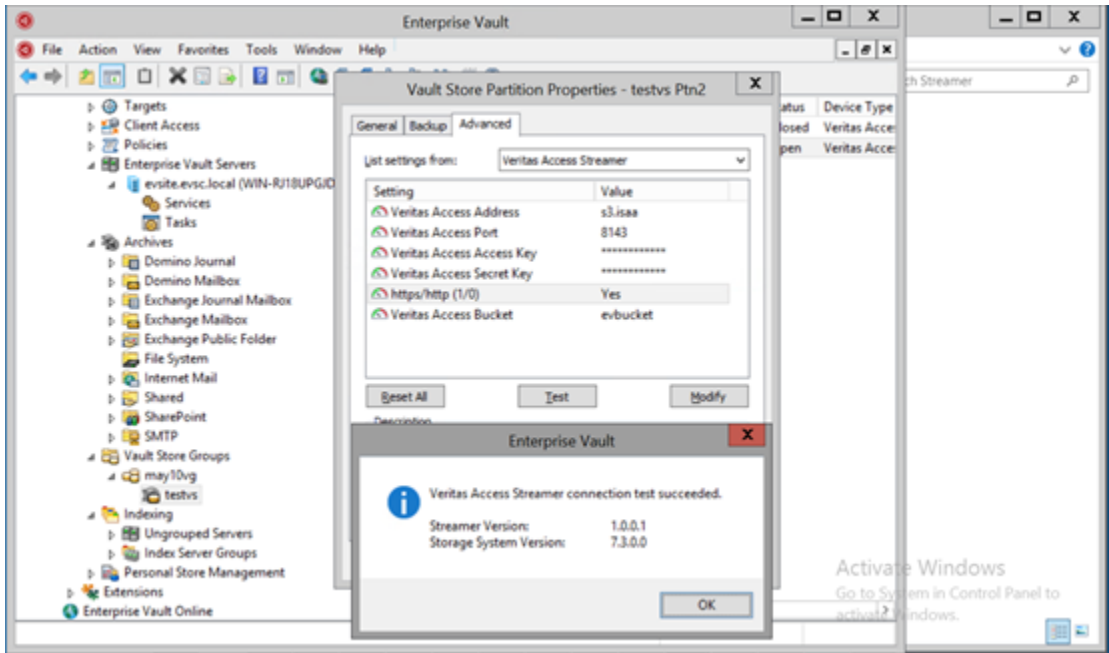 Enterprise Vault
File Action View Favorites Tools Window Help
Targets
Client Access
Policies
Enterprise Vault Servers
evsite.evsc.local (WIN-RJ18UPGJD
Services
Tasks
Archives
Domino Journal
Domino Mailbox
Exchange Journal Mailbox
Exchange Mailbox
Exchange Public Folder
File System
Internet Mail
Shared
SharePoint
SMTP
Vault Store Groups
may10vg
testvs
Indexing
Ungrouped Servers
Index Server Groups
Personal Store Management
Extensions
Enterprise Vault Online
Vault Store Partition Properties - testvs Ptn2
General Backup Advanced
List settings from: Veritas Access Streamer
Setting Value
Veritas Access Address s3.isaa
Veritas Access Port 8143
Veritas Access Access Key ************
Veritas Access Secret Key ************
https/http (1/0) Yes
Veritas Access Bucket evbucket
Reset All Test Modify
Description
Enterprise Vault
Veritas Access Streamer connection test succeeded.
Streamer Version: 1.0.0.1
Storage System Version: 7.3.0.0
OK
atus Device Type
losed Veritas Acce
pen Veritas Acce
ch Streamer
Activate Windows
Go to System in Control Panel to
activate Windows.